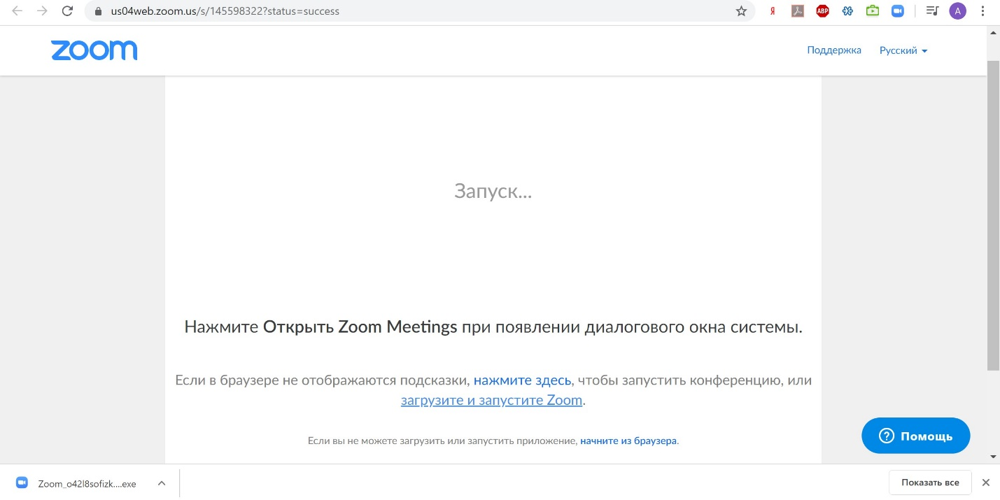 us04web.zoom.us/s/145598322?status=success
Я
ABP
A
zoom
Поддержка
Русский
Запуск...
Нажмите Открыть Zoom Meetings при появлении диалогового окна системы.
Если в браузере не отображаются подсказки, нажмите здесь, чтобы запустить конференцию, или
загрузите и запустите Zoom.
Если вы не можете загрузить или запустить приложение, начните из браузера.
Помощь
Zoom_o42l8sofizk....exe
Показать все